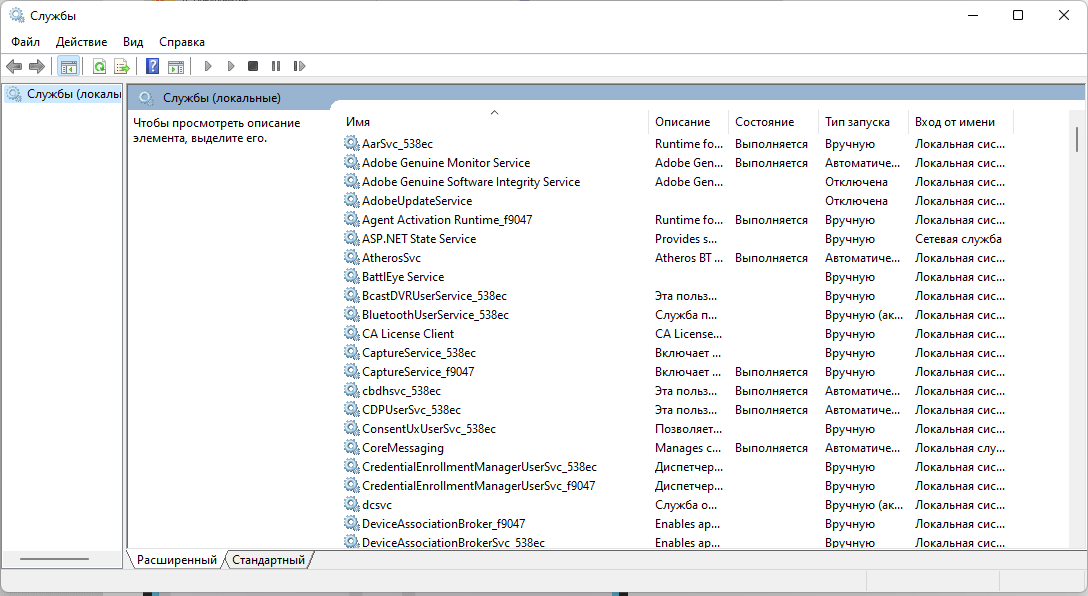 Службы
Файл Действие Вид Справка
Службы (локалы
Службы (локальные)
Чтобы просмотреть описание
элемента, выделите его.
Имя Описание Состояние Тип запуска Вход от имени
AarSvc_538ec Runtime fo... Выполняется Вручную Локальная сис...
Adobe Genuine Monitor Service Adobe Gen... Выполняется Автоматиче... Локальная сис...
Adobe Genuine Software Integrity Service Adobe Gen... Отключена Локальная сис...
AdobeUpdateService Отключена Локальная сис...
Agent Activation Runtime_f9047 Runtime fo... Выполняется Вручную Локальная сис...
ASP.NET State Service Provides s... Вручную Сетевая служба
AtherosSvc Atheros BT ... Выполняется Автоматиче... Локальная сис...
BattlEye Service Вручную Локальная сис...
BcastDVRUserService_538ec Эта польз... Вручную Локальная сис...
BluetoothUserService_538ec Служба п... Вручную (ак... Локальная сис...
CA License Client CA License... Вручную Локальная сис...
CaptureService_538ec Включает ... Вручную Локальная сис...
CaptureService_f9047 Включает ... Выполняется Вручную Локальная сис...
cbdhsvc_538ec Эта польз... Выполняется Автоматиче... Локальная сис...
CDPUserSvc_538ec Эта польз... Выполняется Автоматиче... Локальная сис...
ConsentUxUserSvc_538ec Позволяет... Вручную Локальная сис...
CoreMessaging Manages c... Выполняется Автоматиче... Локальная слу...
CredentialEnrollmentManagerUserSvc_538ec Диспетчер... Вручную Локальная сис...
CredentialEnrollmentManagerUserSvc_f9047 Диспетчер... Вручную Локальная сис...
dcsvc Служба о... Вручную (ак... Локальная сис...
DeviceAssociationBroker_f9047 Enables ap... Вручную Локальная сис...
DeviceAssociationBrokerSvc_538ec Enables ap... Вручную Локальная сис...
Расширенный Стандартный